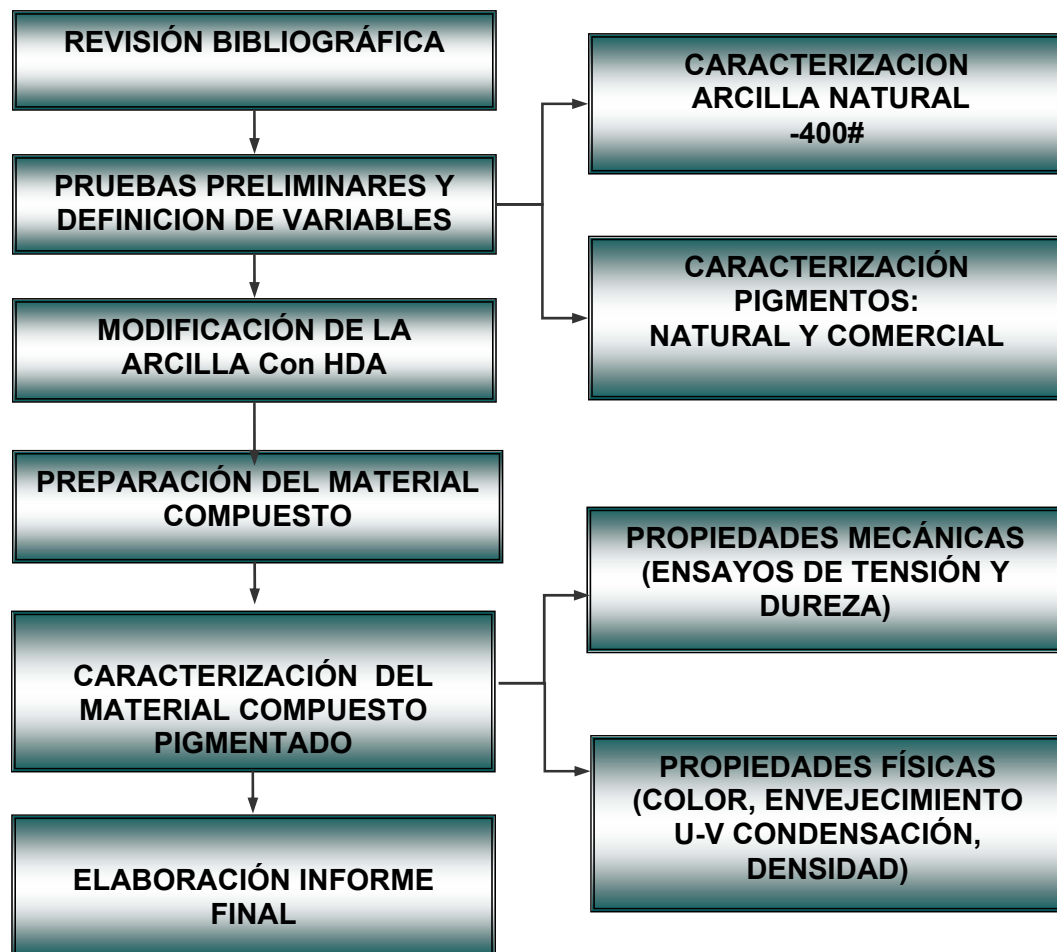 REVISIÓN BIBLIOGRÁFICA
PRUEBAS PRELIMINARES Y
DEFINICION DE VARIABLES
CARACTERIZACION
ARCILLA NATURAL
-400#
CARACTERIZACIÓN
PIGMENTOS:
NATURAL Y COMERCIAL
MODIFICACIÓN DE LA
ARCILLA Con HDA
PREPARACIÓN DEL MATERIAL
COMPUESTO
CARACTERIZACIÓN DEL
MATERIAL COMPUESTO
PIGMENTADO
PROPIEDADES MECÁNICAS
(ENSAYOS DE TENSIÓN Y
DUREZA)
PROPIEDADES FÍSICAS
(COLOR, ENVEJECIMIENTO
U-V CONDENSACIÓN,
DENSIDAD)
ELABORACIÓN INFORME
FINAL